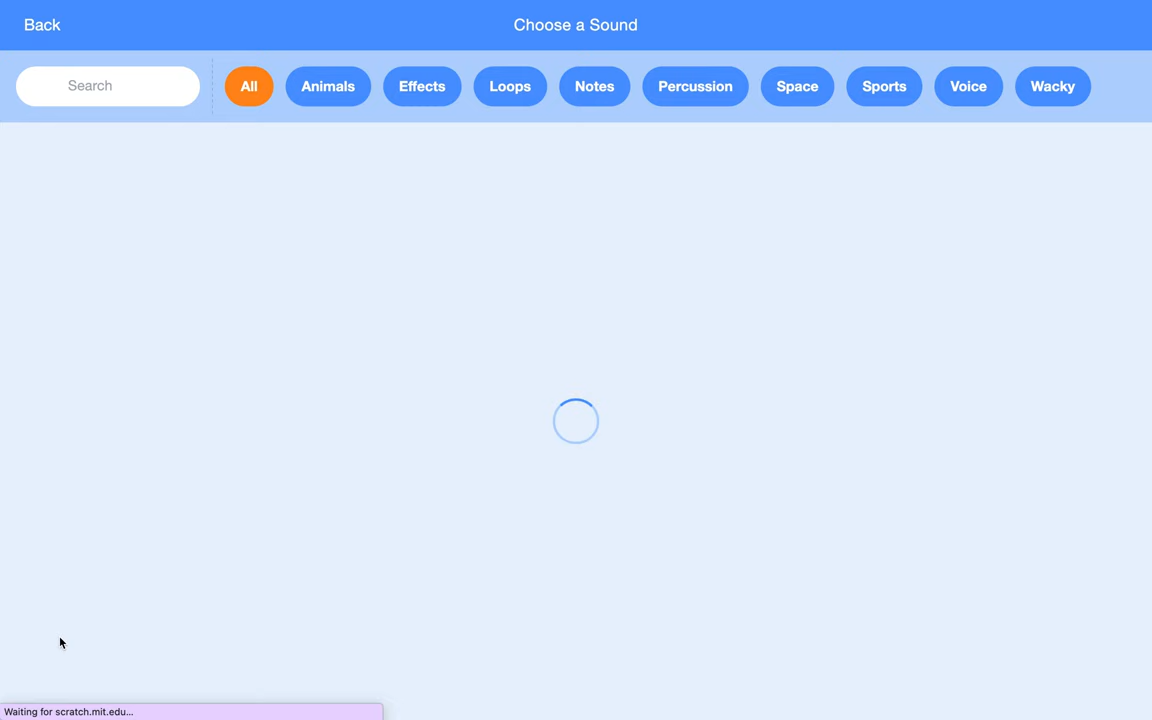 Back
Choose a Sound
Search
All
Animals
Effects
Loops
Notes
Percussion
Space
Sports
Voice
Wacky
Waiting for scratch.mit.edu...